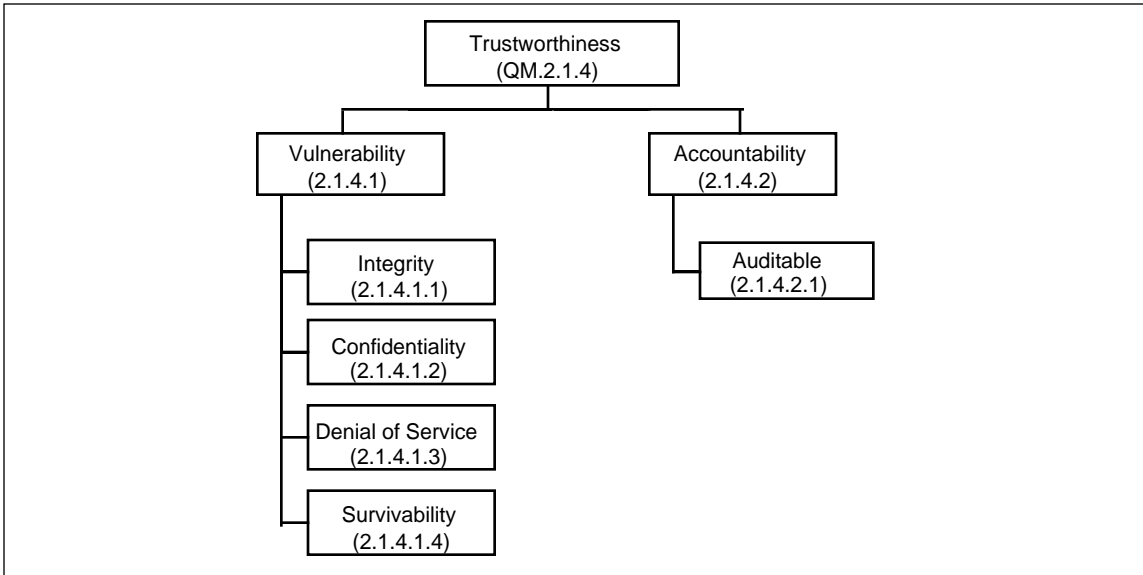 Trustworthiness
(QM.2.1.4)
Vulnerability
(2.1.4.1)
Accountability
(2.1.4.2)
Integrity
(2.1.4.1.1)
Confidentiality
(2.1.4.1.2)
Denial of Service
(2.1.4.1.3)
Survivability
(2.1.4.1.4)
Auditable
(2.1.4.2.1)